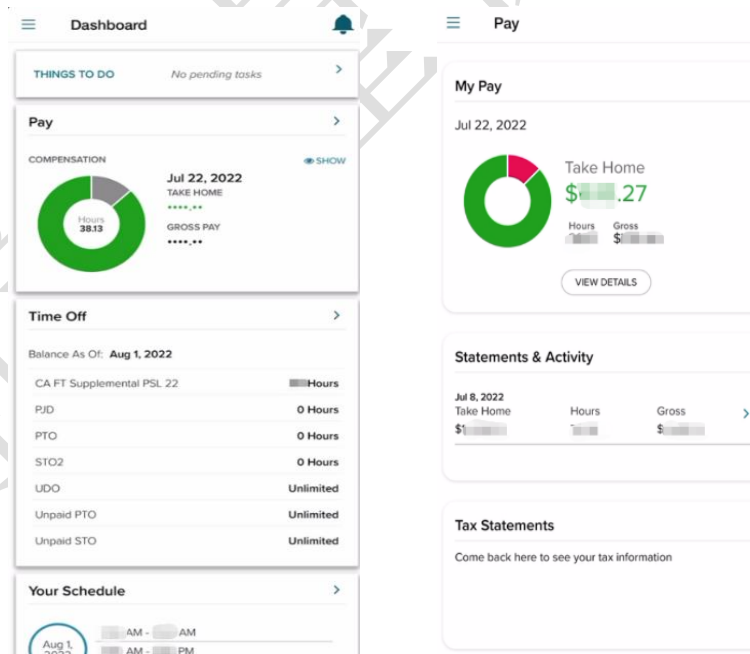 Dashboard
THINGS TO DO No pending tasks
Pay
COMPENSATION SHOW
Hours
38.13
Jul 22, 2022
TAKE HOME
****.**
GROSS PAY
****.**
Time Off
Balance As Of: Aug 1, 2022
CA FT Supplemental PSL 22 Hours
PJD 0 Hours
PTO 0 Hours
STO2 0 Hours
UDO Unlimited
Unpaid PTO Unlimited
Unpaid STO Unlimited
Your Schedule
Aug 1,
2022
AM - AM
AM - PM
Pay
My Pay
Jul 22, 2022
Take Home
$ .27
Hours Gross
$
VIEW DETAILS
Statements & Activity
Jul 8, 2022
Take Home Hours Gross
$ $
Tax Statements
Come back here to see your tax information